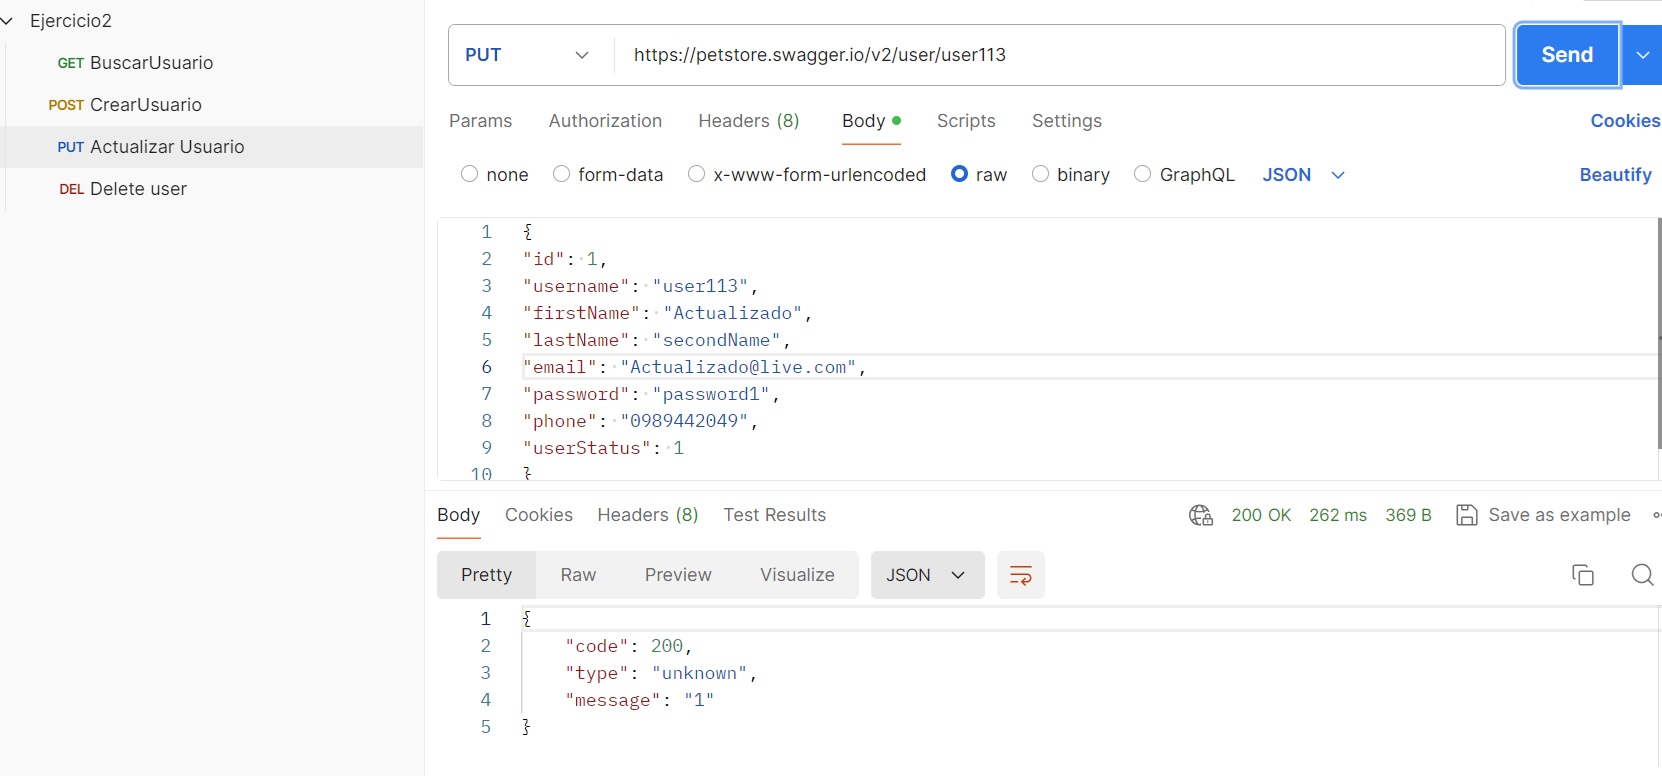 Ejercicio2
GET BuscarUsuario
POST CrearUsuario
PUT Actualizar Usuario
DEL Delete user
PUT https://petstore.swagger.io/v2/user/user113 Send
Params Authorization Headers (8) Body Scripts Settings Cookies
none form-data x-www-form-urlencoded raw binary GraphQL JSON Beautify
1 {
2 "id": 1,
3 "username": "user113",
4 "firstName": "Actualizado",
5 "lastName": "secondName",
6 "email": "Actualizado@live.com",
7 "password": "password1",
8 "phone": "0989442049",
9 "userStatus": 1
10 }
Body Cookies Headers (8) Test Results 200 OK 262 ms 369 B Save as example
Pretty Raw Preview Visualize JSON
1 {
2 "code": 200,
3 "type": "unknown",
4 "message": "1"
5 }